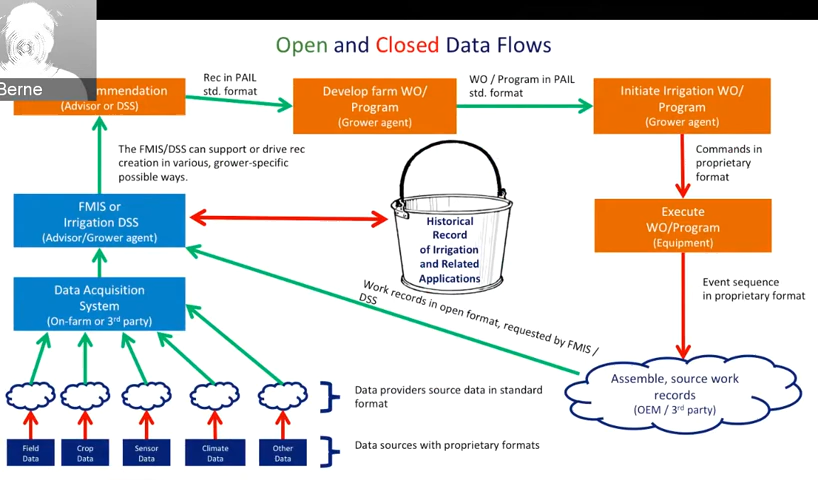 Open and Closed Data Flows
Berne
mmendation
(Advisor or DSS)
Rec in PAIL
std. format
Develop farm WO/
Program
(Grower agent)
WO / Program in PAIL
std. format
Initiate Irrigation WO/
Program
(Grower agent)
The FMIS/DSS can support or drive rec
creation in various, grower-specific
possible ways.
Commands in
proprietary
format
FMIS or
Irrigation DSS
(Advisor/Grower agent)
Historical
Record
of Irrigation
and Related
Applications
Execute
WO/Program
(Equipment)
Data Acquisition
System
(On-farm or 3rd party)
Work records in open format, requested by FMIS /
DSS
Event sequence
in proprietary format
Assemble, source work
records
(OEM / 3rd party)
Data providers source data in standard
format
Field
Data
Crop
Data
Sensor
Data
Climate
Data
Other
Data
Data sources with proprietary formats